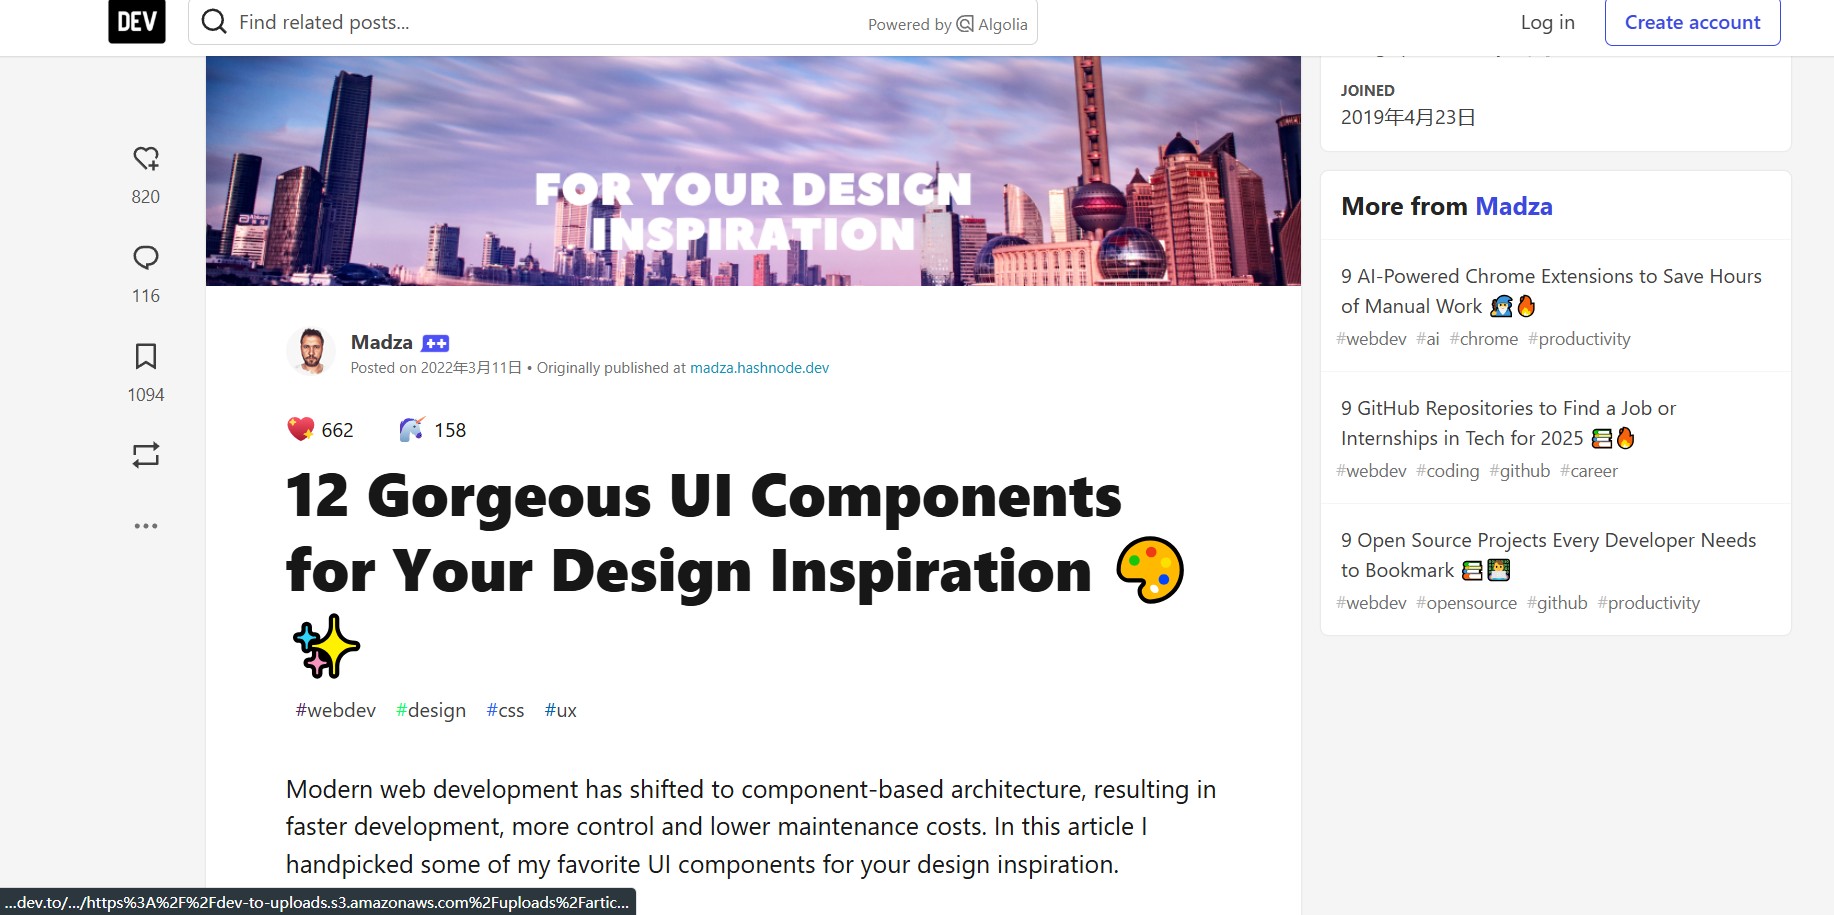 DEV
Find related posts...
Powered by Algolia
Log in
Create account
FOR YOUR DESIGN
INSPIRATION
820
116
1094
Madza
Posted on 2022年3月11日 • Originally published at madza.hashnode.dev
662
158
12 Gorgeous UI Components
for Your Design Inspiration 🎨
✨
#webdev #design #css #ux
Modern web development has shifted to component-based architecture, resulting in
faster development, more control and lower maintenance costs. In this article I
handpicked some of my favorite UI components for your design inspiration.
JOINED
2019年4月23日
More from Madza
9 AI-Powered Chrome Extensions to Save Hours
of Manual Work 🧙🔥
#webdev #ai #chrome #productivity
9 GitHub Repositories to Find a Job or
Internships in Tech for 2025 📚🔥
#webdev #coding #github #career
9 Open Source Projects Every Developer Needs
to Bookmark 📚👨‍💻
#webdev #opensource #github #productivity
...dev.to/.../https%3A%2F%2Fdev-to-uploads.s3.amazonaws.com%2Fuploads%2Fartic...